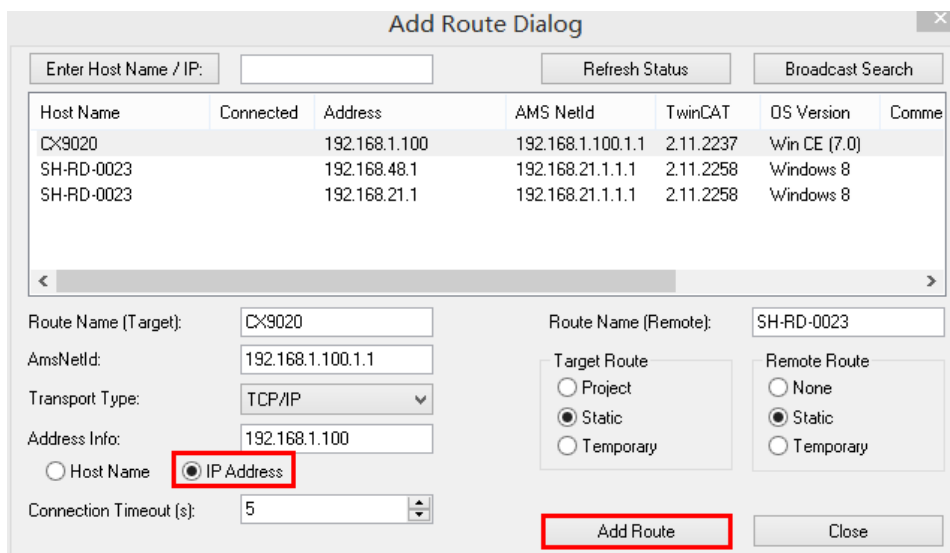 Add Route Dialog
Enter Host Name / IP: Refresh Status Broadcast Search
Host Name Connected Address AMS NetId TwinCAT OS Version Comme
CX9020 192.168.1.100 192.168.1.100.1.1 2.11.2237 Win CE (7.0)
SH-RD-0023 192.168.48.1 192.168.21.1.1.1 2.11.2258 Windows 8
SH-RD-0023 192.168.21.1 192.168.21.1.1.1 2.11.2258 Windows 8
Route Name (Target): CX9020 Route Name (Remote): SH-RD-0023
AmsNetId: 192.168.1.100.1.1 Target Route Remote Route
Project None
Transport Type: TCP/IP
Static Static
Address Info: 192.168.1.100
Temporary Temporary
Host Name IP Address
Connection Timeout (s): 5
Add Route Close